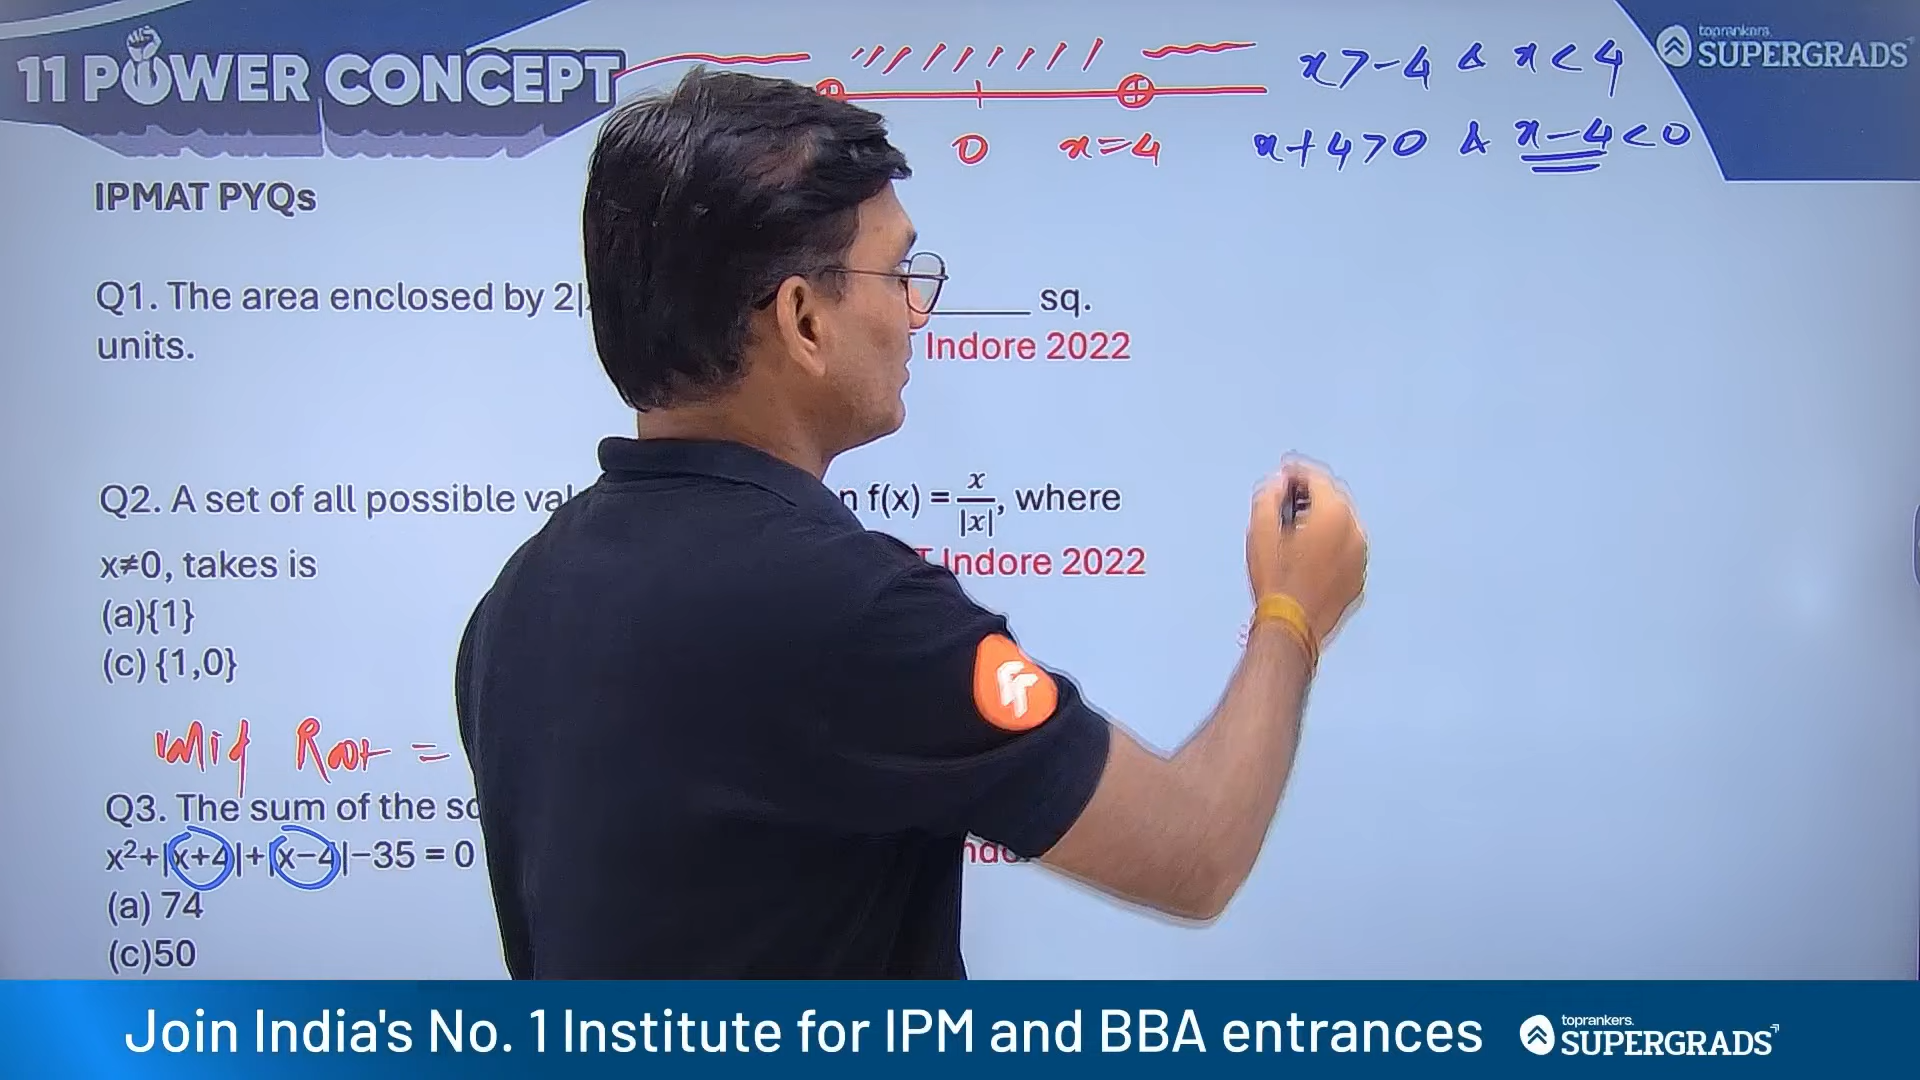 11 POWER CONCEPT
x>-4 & x<4
toprankers
SUPERGRADS
0 x=4 x+4>0 & x-4<0
IPMAT PYQs
Q1. The area enclosed by 2| ______ sq.
units. Indore 2022
Q2. A set of all possible f(x) = x/|x|, where
x≠0, takes is Indore 2022
(a){1}
(c) {1,0}
Root =
Q3. The sum of the
x²+|x+4|+|x−4|−35 = 0
(a) 74
(c)50
Join India's No. 1 Institute for IPM and BBA entrances
toprankers
SUPERGRADS